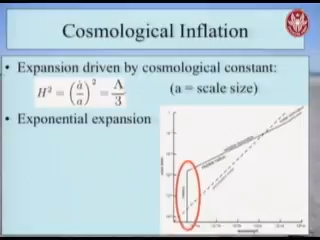 Cosmological Inflation
• Expansion driven by cosmological constant:
H² = (ȧ/a)² = Λ/3
(a = scale size)
• Exponential expansion